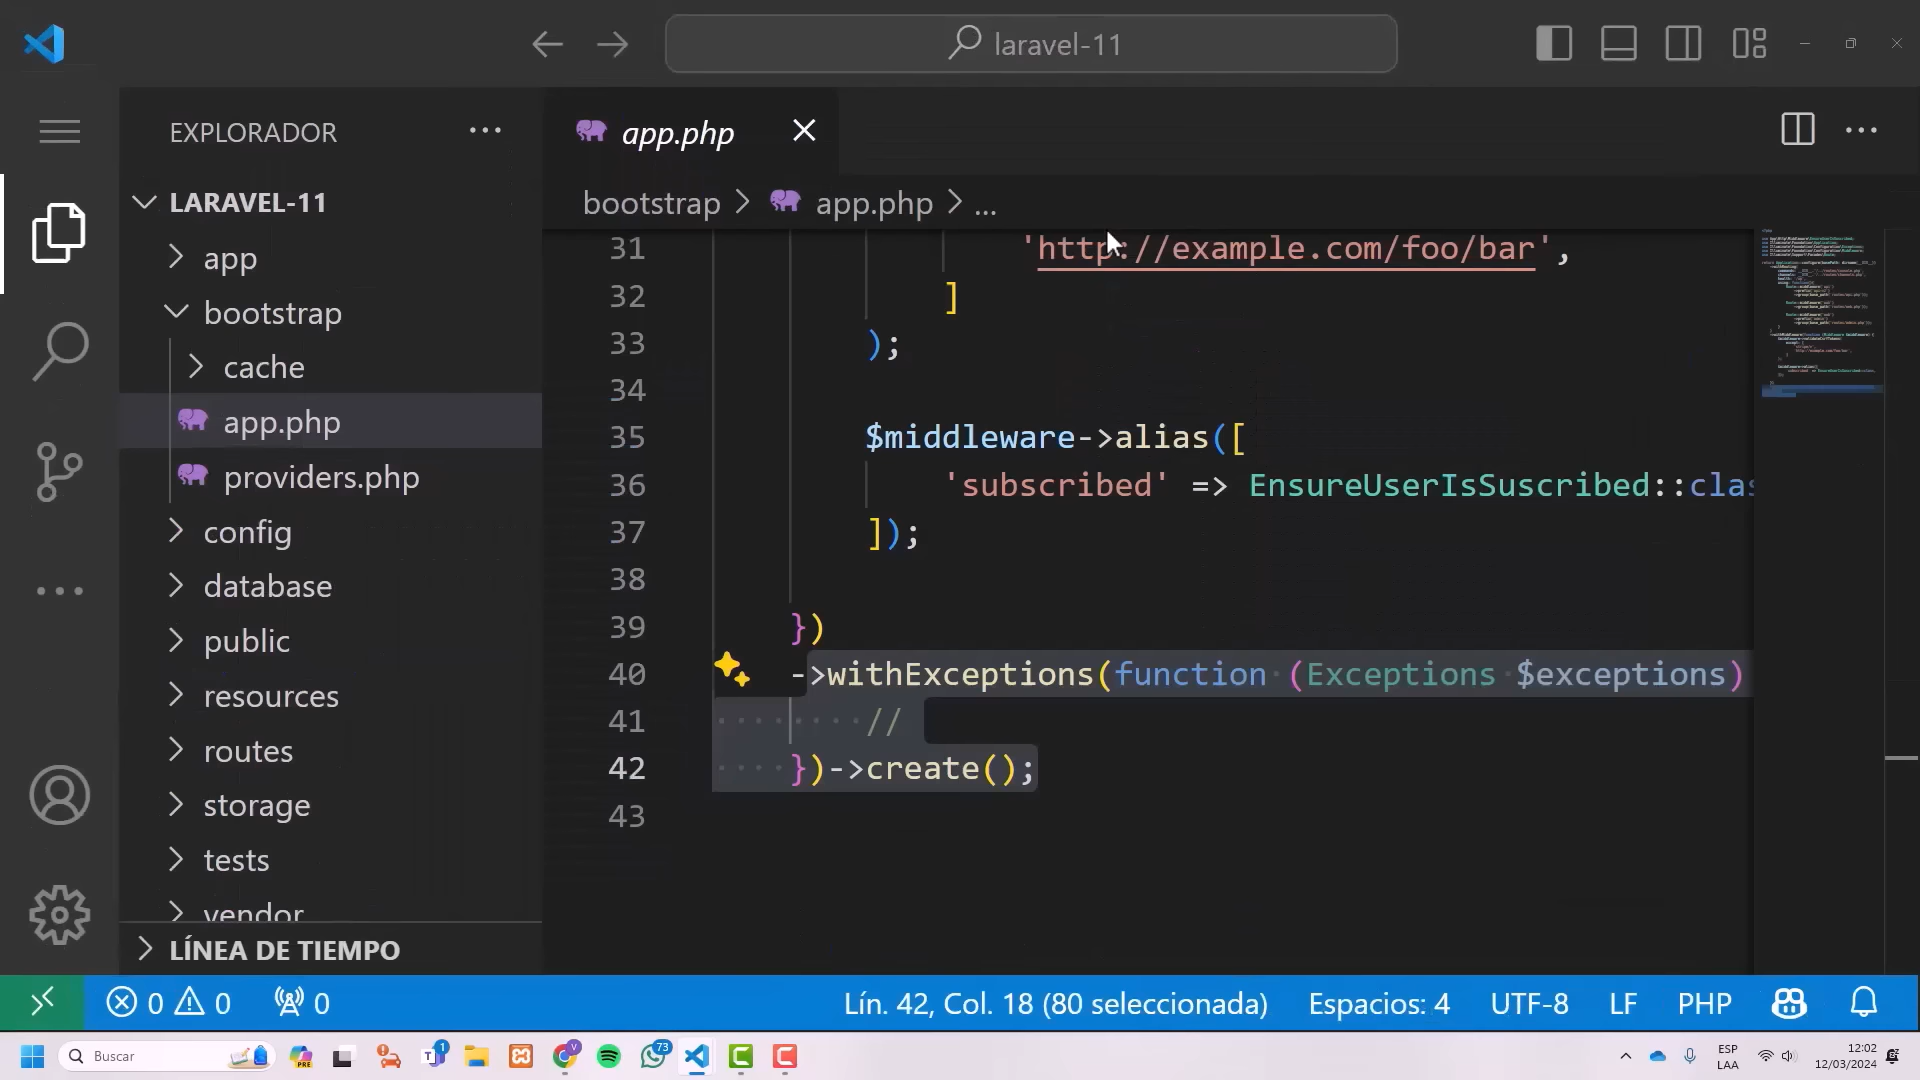 laravel-11
EXPLORADOR
app.php
LARAVEL-11
bootstrap > app.php > ...
app
bootstrap
cache
app.php
providers.php
config
database
public
resources
routes
storage
tests
vendor
LÍNEA DE TIEMPO
31 'http://example.com/foo/bar',
32 ]
33 );
34
35 $middleware->alias([
36 'subscribed' => EnsureUserIsSuscribed::clas
37 ]);
38
39 })
40 ->withExceptions(function (Exceptions $exceptions)
41 //
42 })->create();
43
0 0 0 Lín. 42, Col. 18 (80 seleccionada) Espacios: 4 UTF-8 LF PHP
Buscar PRE 1 V 73 ESP LAA 12:02 12/03/2024